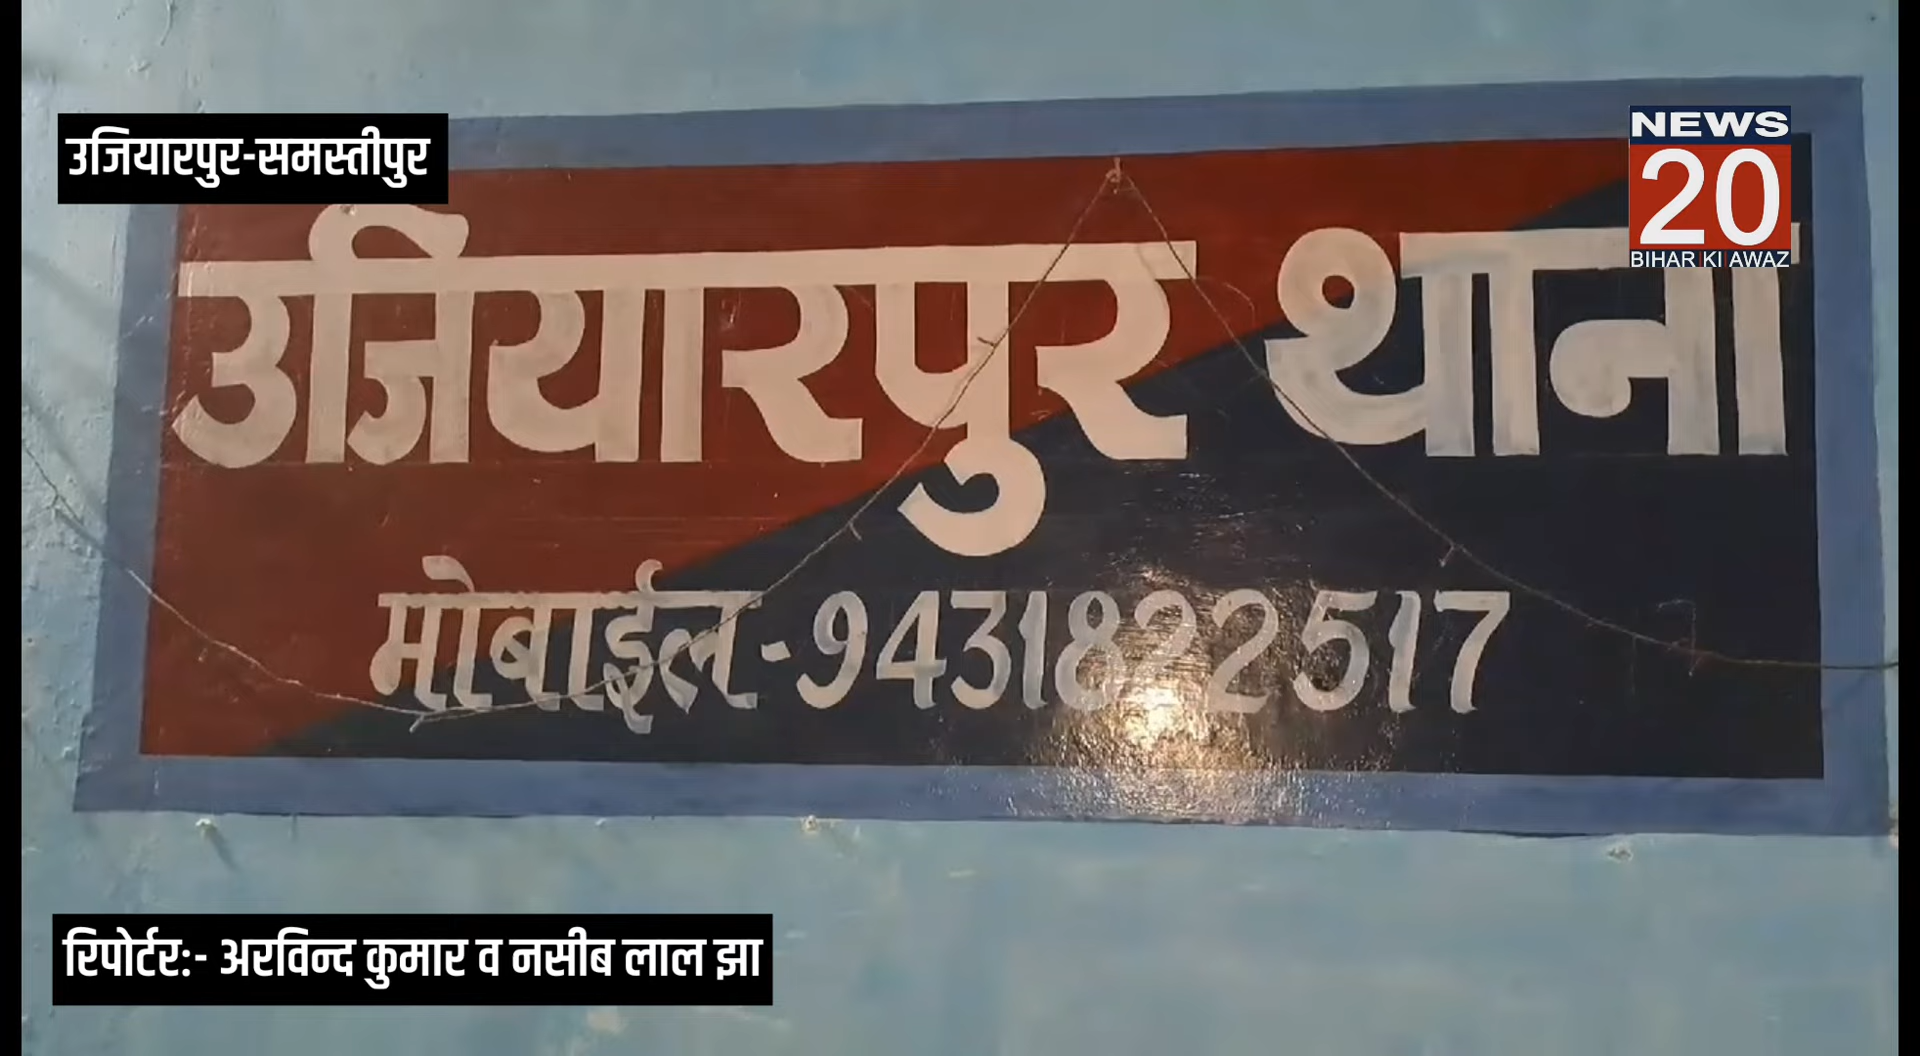 उजियारपुर-समस्तीपुर
NEWS
20
BIHAR KI AWAZ
उजियारपुर थाना
मोबाईल-9431822517
रिपोर्टर:- अरविन्द कुमार व नसीब लाल झा